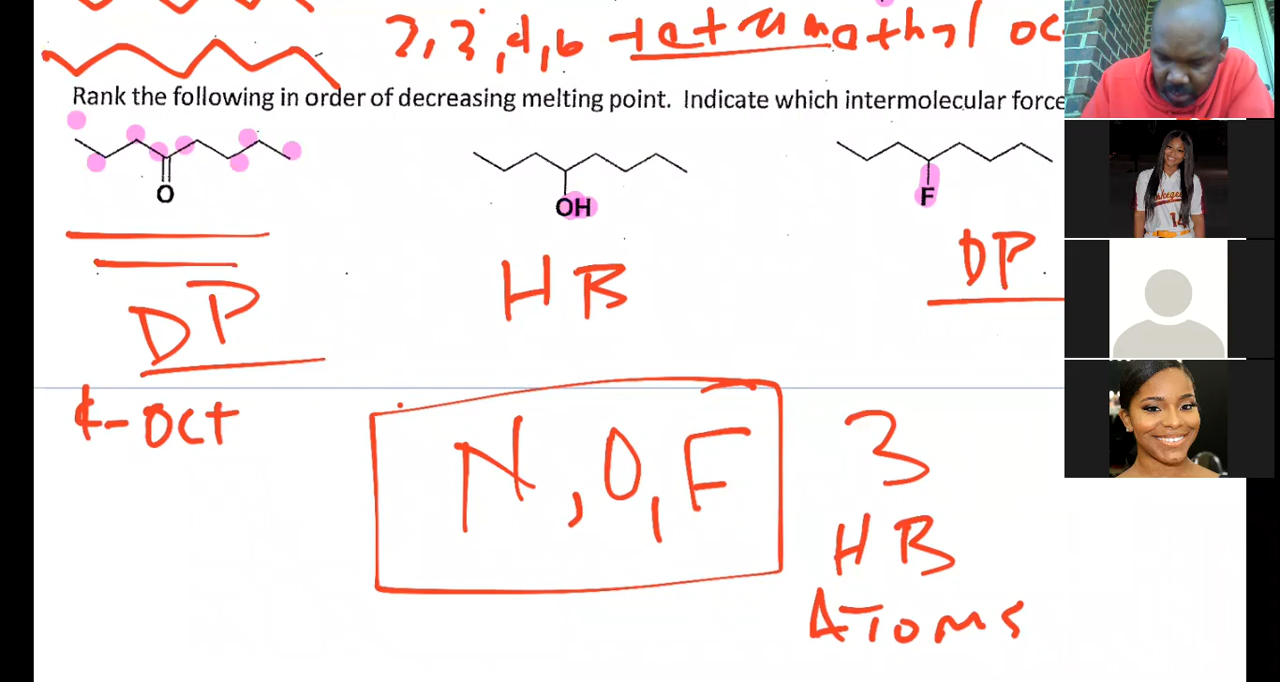 2, 2, 4, 6 tetramethyl oc
Rank the following in order of decreasing melting point. Indicate which intermolecular force
O
OH
F
DP
HB
DP
4-oct
N, O, F
3
HB
Atoms